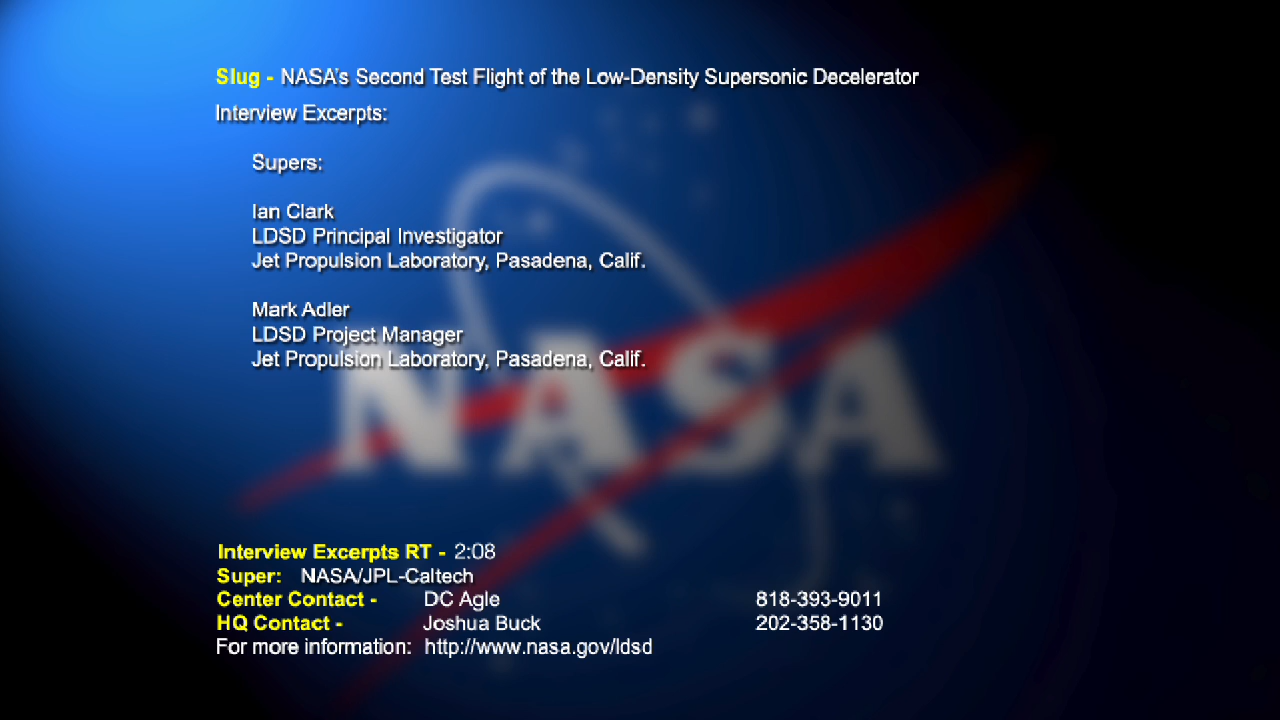 Slug - NASA's Second Test Flight of the Low-Density Supersonic Decelerator
Interview Excerpts:
Supers:
Ian Clark
LDSD Principal Investigator
Jet Propulsion Laboratory, Pasadena, Calif.
Mark Adler
LDSD Project Manager
Jet Propulsion Laboratory, Pasadena, Calif.
NASA
Interview Excerpts RT - 2:08
Super: NASA/JPL-Caltech
Center Contact - DC Agle 818-393-9011
HQ Contact - Joshua Buck 202-358-1130
For more information: http://www.nasa.gov/ldsd